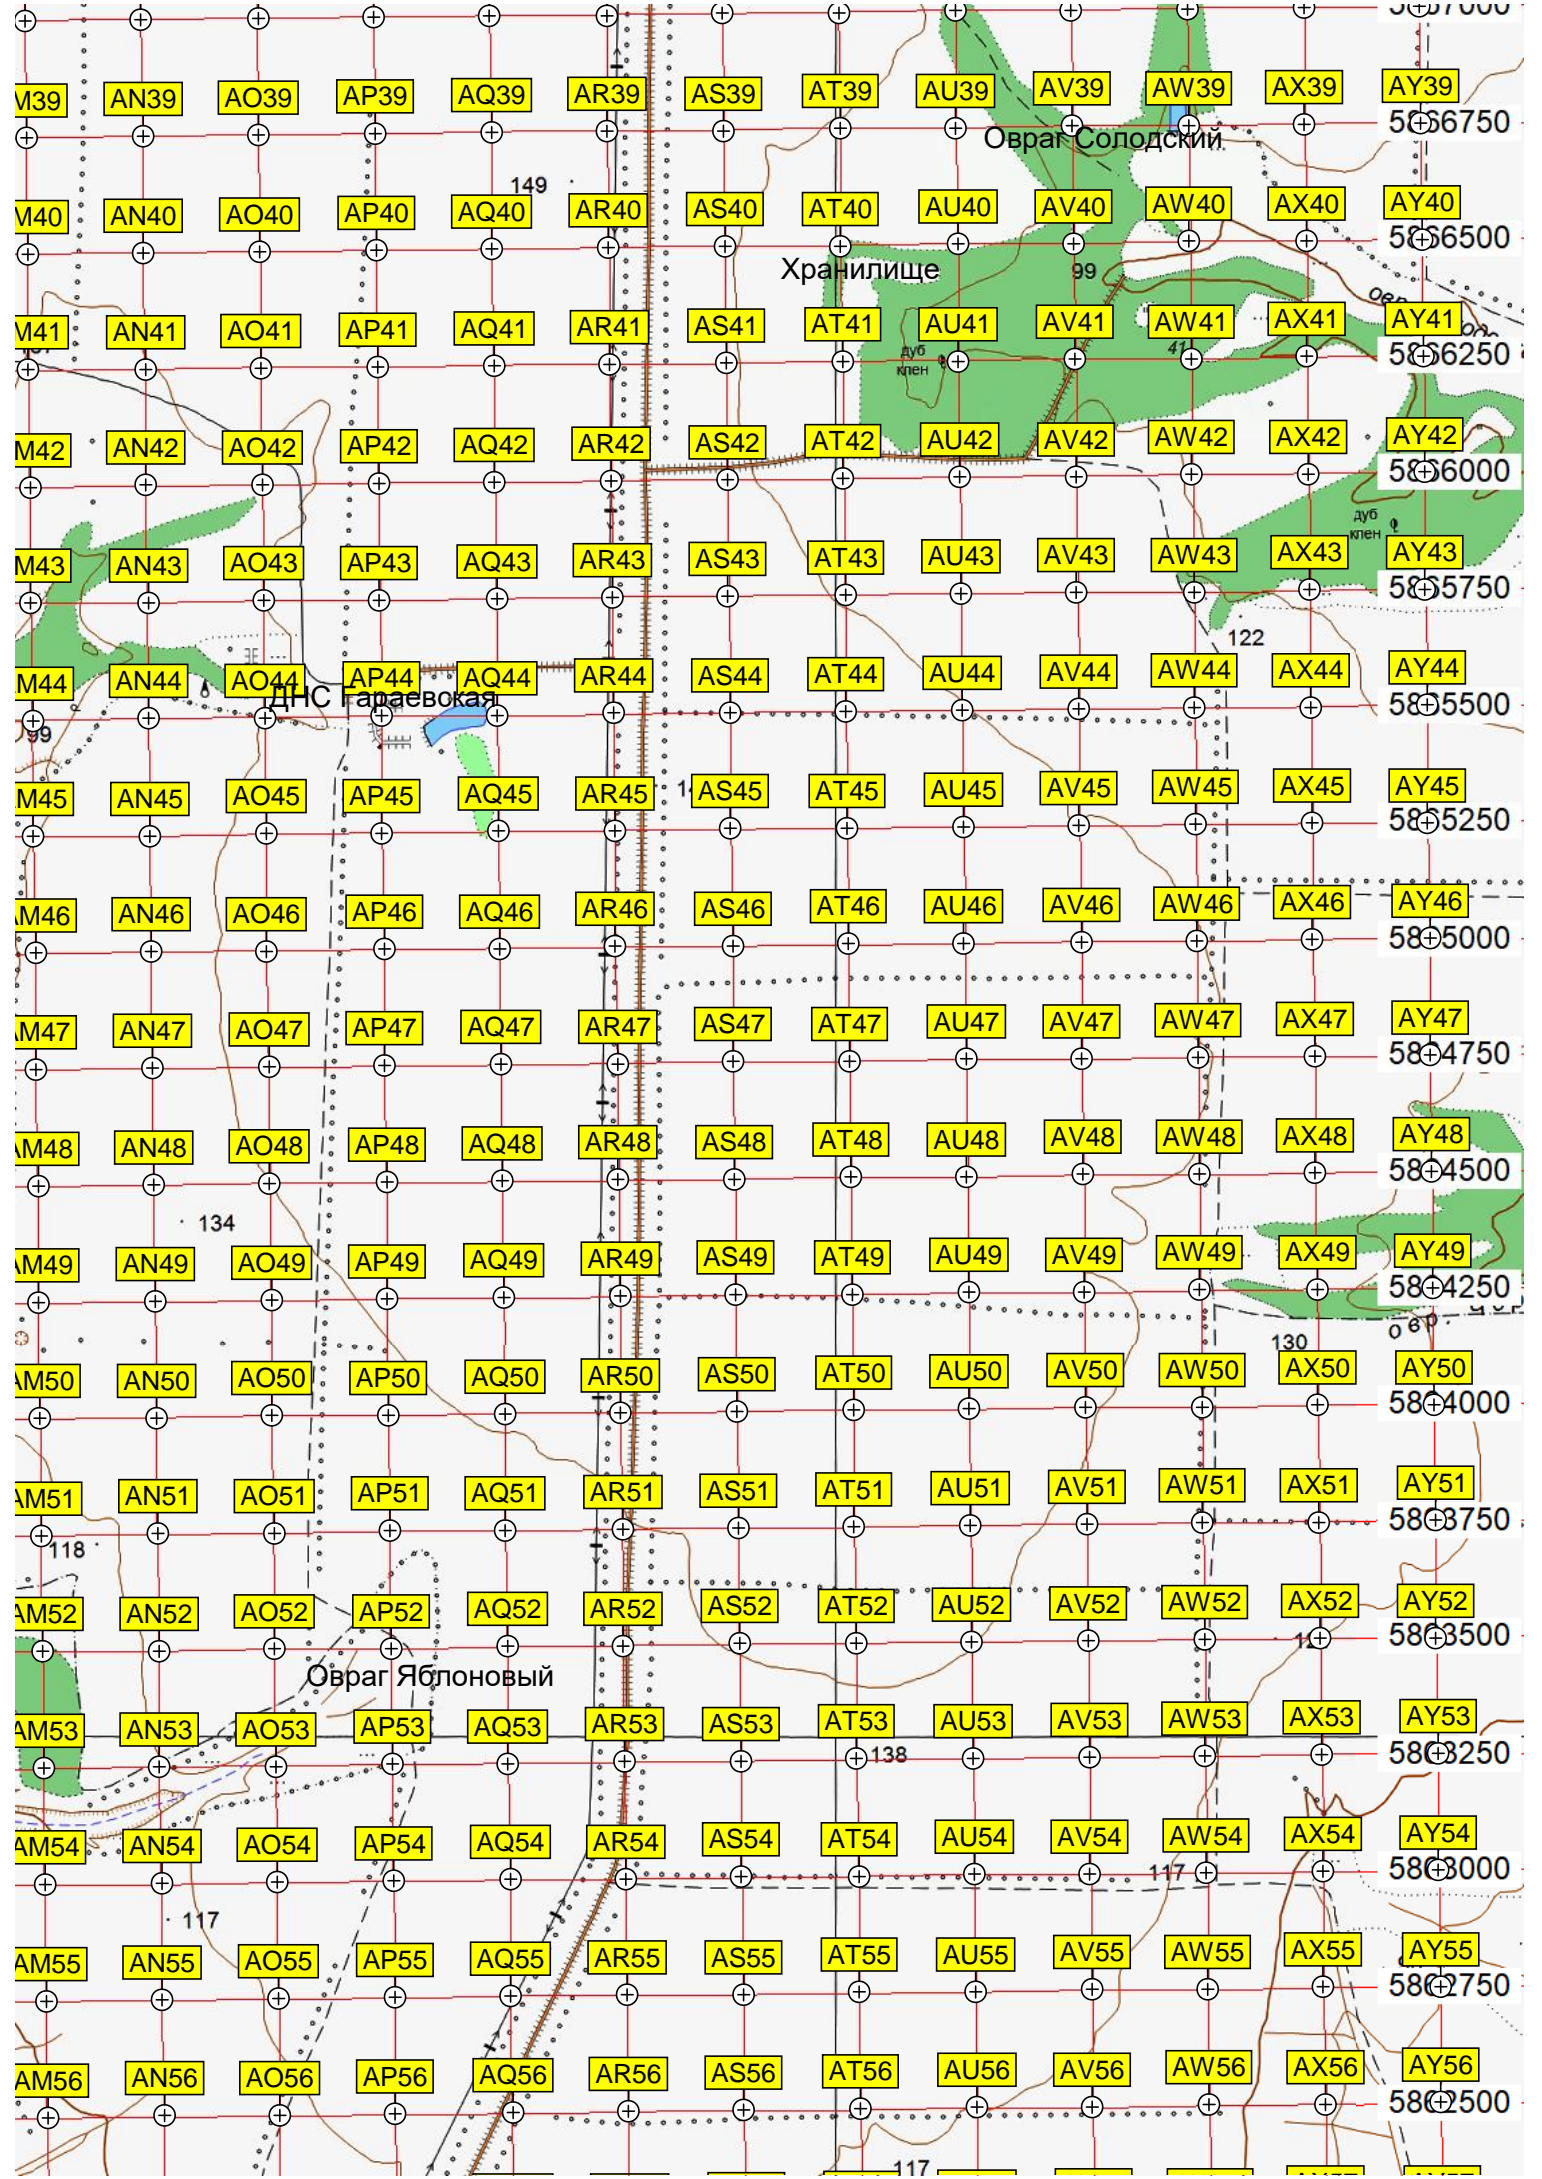 5867000
M39 AN39 AO39 AP39 AQ39 AR39 AS39 AT39 AU39 AV39 AW39 AX39 AY39
5866750
Овраг Солодский
149
M40 AN40 AO40 AP40 AQ40 AR40 AS40 AT40 AU40 AV40 AW40 AX40 AY40
5866500
Хранилище
99
M41 AN41 AO41 AP41 AQ41 AR41 AS41 AT41 AU41 AV41 AW41 AX41 AY41
41
дуб
клен
5866250
M42 AN42 AO42 AP42 AQ42 AR42 AS42 AT42 AU42 AV42 AW42 AX42 AY42
5866000
дуб
клен
M43 AN43 AO43 AP43 AQ43 AR43 AS43 AT43 AU43 AV43 AW43 AX43 AY43
5865750
122
M44 AN44 AO44 AP44 AQ44 AR44 AS44 AT44 AU44 AV44 AW44 AX44 AY44
ДНС Гараевская
5865500
99
M45 AN45 AO45 AP45 AQ45 AR45 AS45 AT45 AU45 AV45 AW45 AX45 AY45
5865250
AM46 AN46 AO46 AP46 AQ46 AR46 AS46 AT46 AU46 AV46 AW46 AX46 AY46
5865000
AM47 AN47 AO47 AP47 AQ47 AR47 AS47 AT47 AU47 AV47 AW47 AX47 AY47
5864750
AM48 AN48 AO48 AP48 AQ48 AR48 AS48 AT48 AU48 AV48 AW48 AX48 AY48
5864500
134
AM49 AN49 AO49 AP49 AQ49 AR49 AS49 AT49 AU49 AV49 AW49 AX49 AY49
5864250
овр.
130
AM50 AN50 AO50 AP50 AQ50 AR50 AS50 AT50 AU50 AV50 AW50 AX50 AY50
5864000
AM51 AN51 AO51 AP51 AQ51 AR51 AS51 AT51 AU51 AV51 AW51 AX51 AY51
5863750
118
AM52 AN52 AO52 AP52 AQ52 AR52 AS52 AT52 AU52 AV52 AW52 AX52 AY52
5863500
Овраг Яблоновый
AM53 AN53 AO53 AP53 AQ53 AR53 AS53 AT53 AU53 AV53 AW53 AX53 AY53
138
5863250
AM54 AN54 AO54 AP54 AQ54 AR54 AS54 AT54 AU54 AV54 AW54 AX54 AY54
117
5863000
117
AM55 AN55 AO55 AP55 AQ55 AR55 AS55 AT55 AU55 AV55 AW55 AX55 AY55
5862750
AM56 AN56 AO56 AP56 AQ56 AR56 AS56 AT56 AU56 AV56 AW56 AX56 AY56
5862500
117